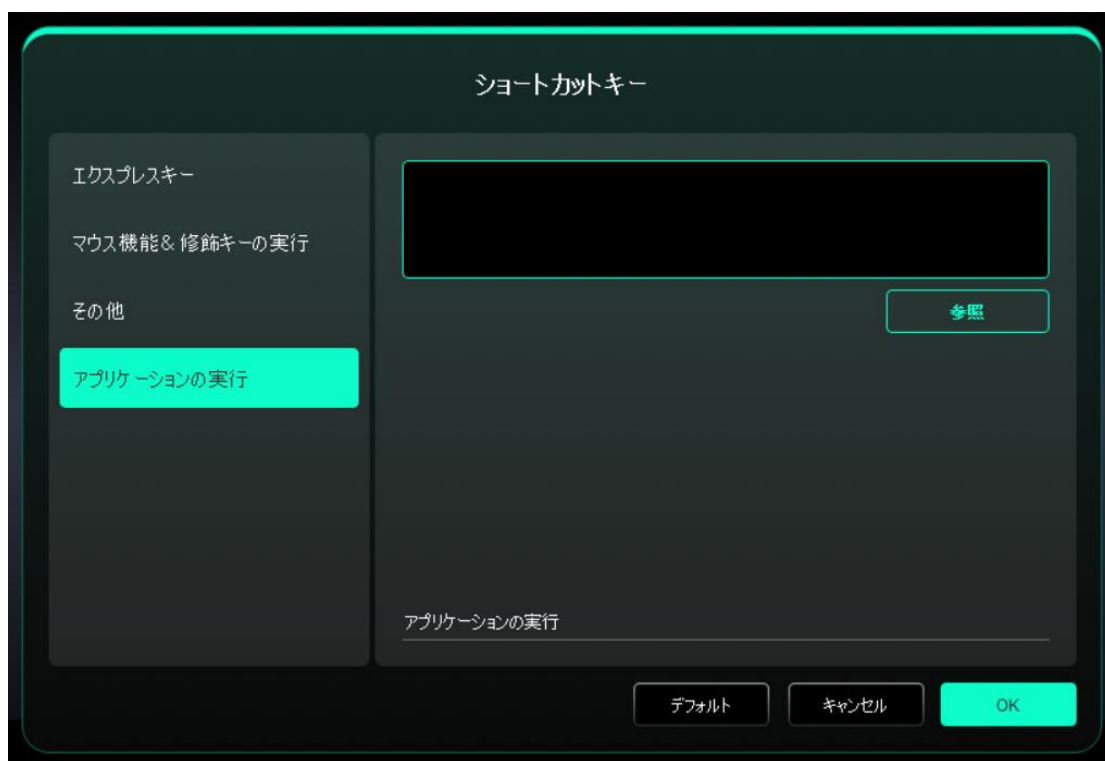 ショートカットキー
エクスプレスキー
マウス機能& 修飾キーの実行
その他
アプリケーションの実行
参照
アプリケーションの実行
デフォルト
キャンセル
OK